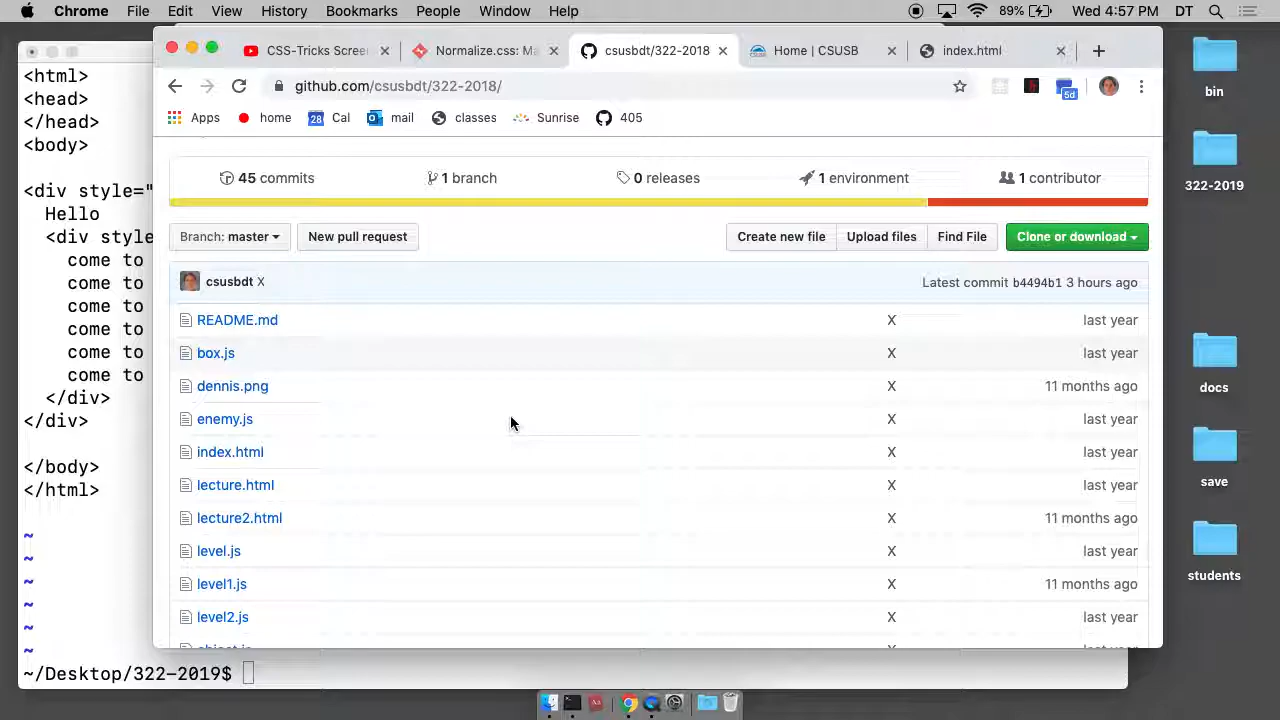 Chrome File Edit View History Bookmarks People Window Help 89% Wed 4:57 PM DT
CSS-Tricks Scree
Normalize.css: Ma
csusbdt/322-2018
Home | CSUSB
index.html
github.com/csusbdt/322-2018/
5d
Apps home 28 Cal mail classes Sunrise 405
45 commits 1 branch 0 releases 1 environment 1 contributor
Branch: master New pull request Create new file Upload files Find File Clone or download
csusbdt X Latest commit b4494b1 3 hours ago
README.md X last year
box.js X last year
dennis.png X 11 months ago
enemy.js X last year
index.html X last year
lecture.html X last year
lecture2.html X 11 months ago
level.js X last year
level1.js X 11 months ago
level2.js X last year
<html>
<head>
</head>
<body>
<div style="
Hello
<div style
come to
come to
come to
come to
come to
come to
</div>
</div>
</body>
</html>
~
~
~
~
~
~
~/Desktop/322-2019$
bin
322-2019
docs
save
students